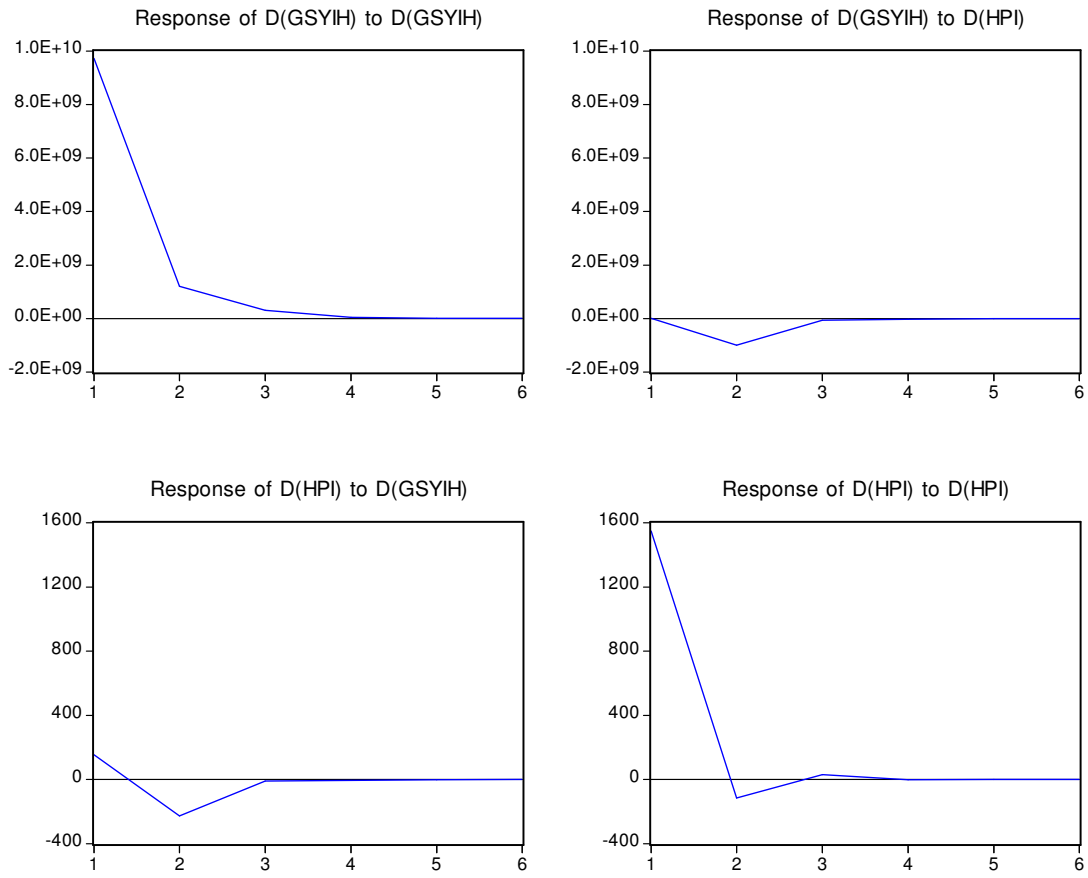 Response of D(GSYIH) to D(GSYIH)
1.0E+10
8.0E+09
6.0E+09
4.0E+09
2.0E+09
0.0E+00
-2.0E+09
1 2 3 4 5 6
Response of D(GSYIH) to D(HPI)
1.0E+10
8.0E+09
6.0E+09
4.0E+09
2.0E+09
0.0E+00
-2.0E+09
1 2 3 4 5 6
Response of D(HPI) to D(GSYIH)
1600
1200
800
400
0
-400
1 2 3 4 5 6
Response of D(HPI) to D(HPI)
1600
1200
800
400
0
-400
1 2 3 4 5 6